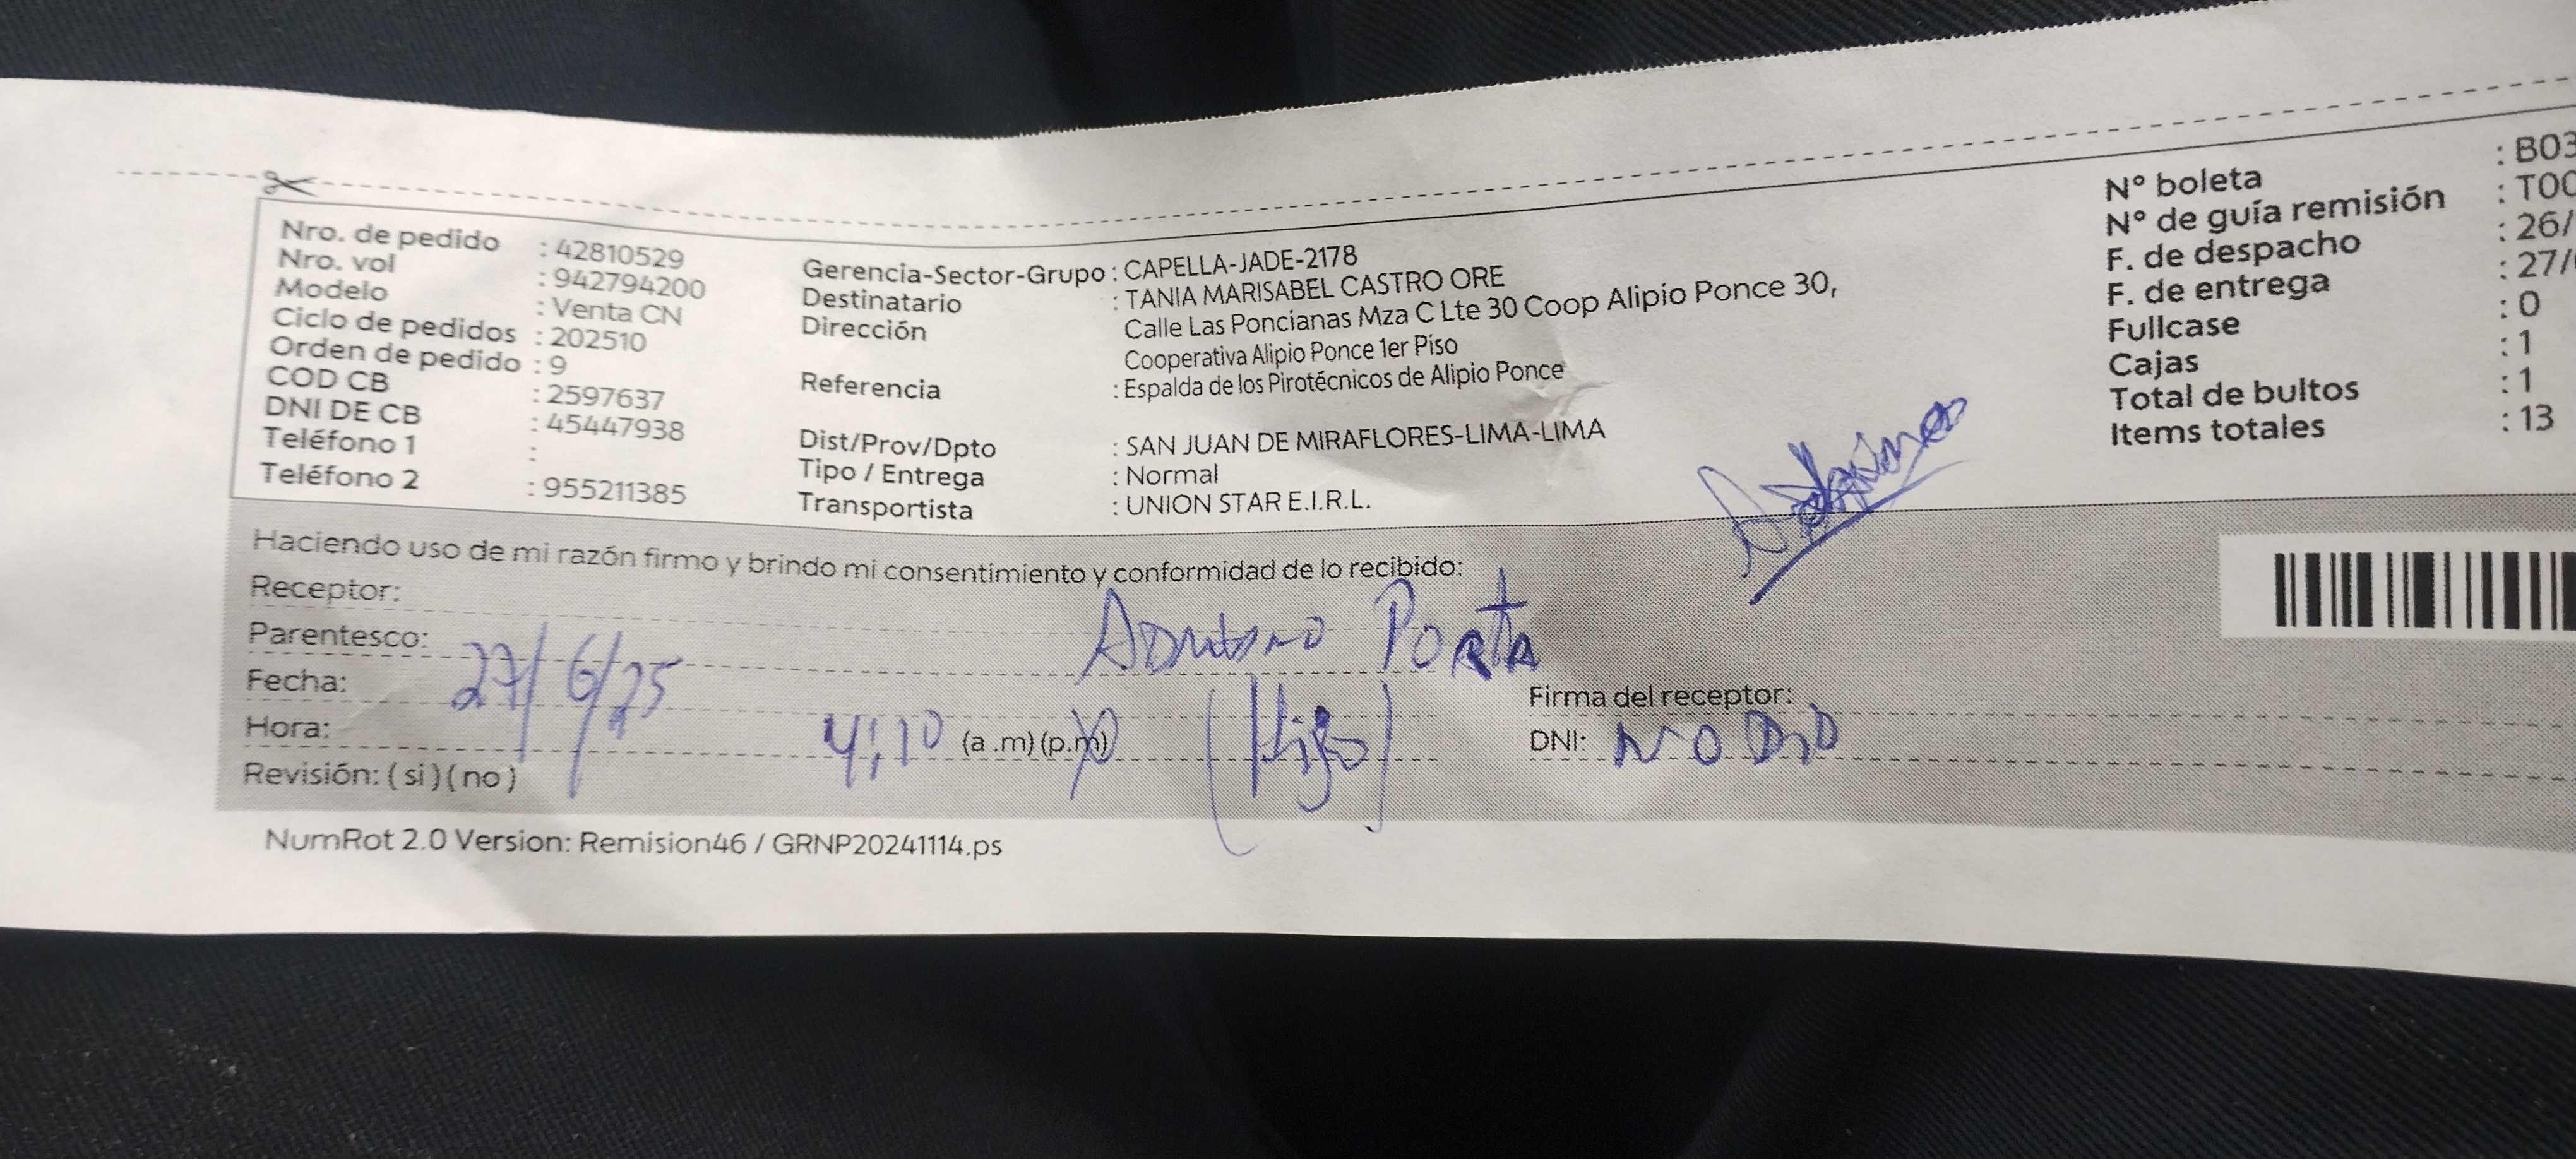 Nro. de pedido : 42810529
Nro. vol : 942794200
Modelo : Venta CN
Ciclo de pedidos : 202510
Orden de pedido : 9
COD CB : 2597637
DNI DE CB : 45447938
Teléfono 1 :
Teléfono 2 : 955211385
Gerencia-Sector-Grupo : CAPELLA-JADE-2178
Destinatario : TANIA MARISABEL CASTRO ORE
Dirección : Calle Las Poncianas Mza C Lte 30 Coop Alipio Ponce 30,
Cooperativa Alipio Ponce 1er Piso
Referencia : Espalda de los Pirotécnicos de Alipio Ponce
Dist/Prov/Dpto : SAN JUAN DE MIRAFLORES-LIMA-LIMA
Tipo / Entrega : Normal
Transportista : UNION STAR E.I.R.L.
N° boleta : B03
N° de guía remisión : T00
F. de despacho : 26/
F. de entrega : 27/
Fullcase : 0
Cajas : 1
Total de bultos : 1
Items totales : 13
Haciendo uso de mi razón firmo y brindo mi consentimiento y conformidad de lo recibido:
Receptor:
Parentesco: Porta
Fecha: 27/6/25
Firma del receptor:
Hora: 4:10 (a.m)(p.m) (Hijo)
DNI: NO DIO
Revisión: ( si )( no )
NumRot 2.0 Version: Remision46 / GRNP20241114.ps